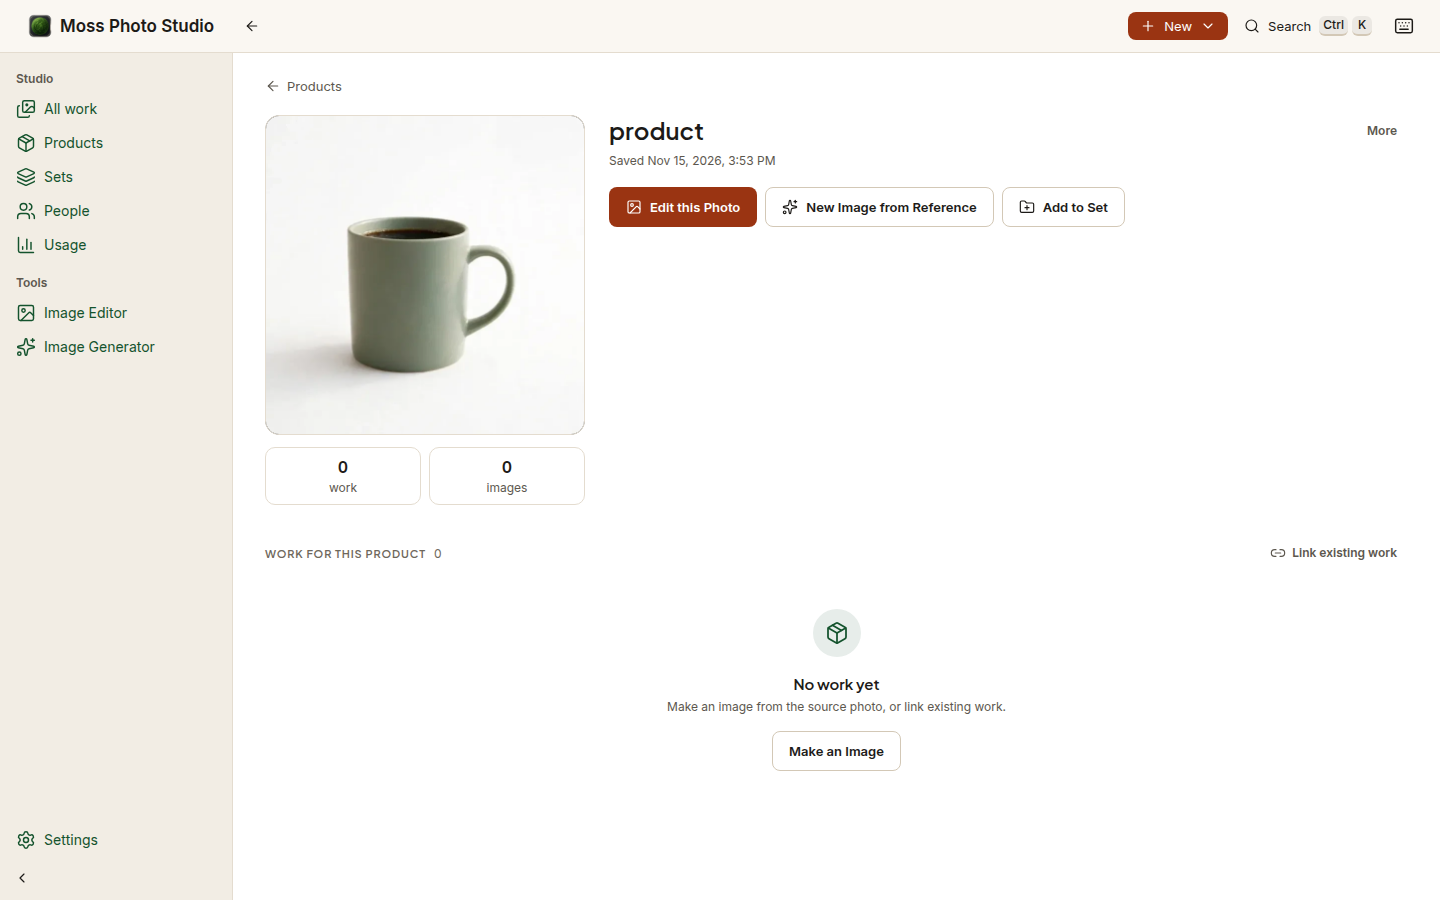 Moss Photo Studio
New
Search Ctrl K
Studio
All work
Products
Sets
People
Usage
Tools
Image Editor
Image Generator
Settings
Products
product
More
Saved Nov 15, 2026, 3:53 PM
Edit this Photo
New Image from Reference
Add to Set
0
work
0
images
WORK FOR THIS PRODUCT 0
Link existing work
No work yet
Make an image from the source photo, or link existing work.
Make an Image